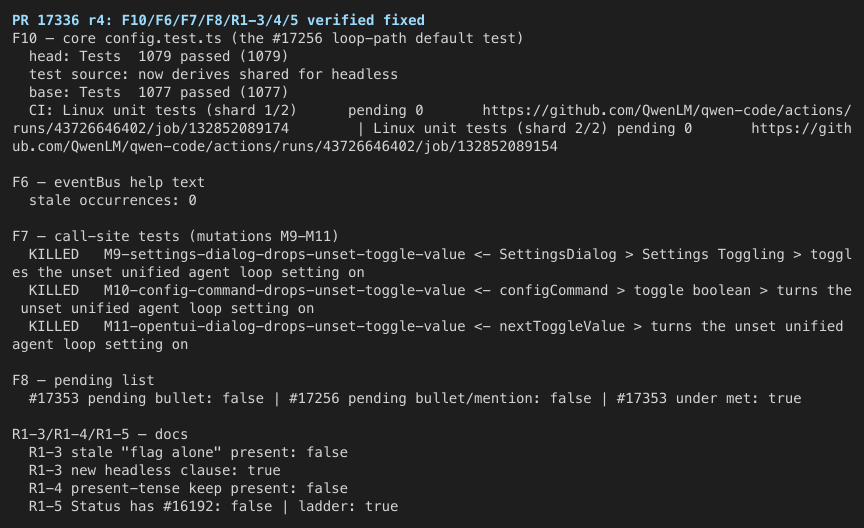 PR 17336 r4: F10/F6/F7/F8/R1-3/4/5 verified fixed
F10 — core config.test.ts (the #17256 loop-path default test)
  head: Tests  1079 passed (1079)
  test source: now derives shared for headless
  base: Tests  1077 passed (1077)
  CI: Linux unit tests (shard 1/2)      pending 0       https://github.com/QwenLM/qwen-code/actions/
runs/43726646402/job/132852089174        | Linux unit tests (shard 2/2) pending 0       https://gith
ub.com/QwenLM/qwen-code/actions/runs/43726646402/job/132852089154
F6 — eventBus help text
  stale occurrences: 0
F7 — call-site tests (mutations M9-M11)
  KILLED   M9-settings-dialog-drops-unset-toggle-value <- SettingsDialog > Settings Toggling > toggl
es the unset unified agent loop setting on
  KILLED   M10-config-command-drops-unset-toggle-value <- configCommand > toggle boolean > turns the
 unset unified agent loop setting on
  KILLED   M11-opentui-dialog-drops-unset-toggle-value <- nextToggleValue > turns the unset unified
agent loop setting on
F8 — pending list
  #17353 pending bullet: false | #17256 pending bullet/mention: false | #17353 under met: true
R1-3/R1-4/R1-5 — docs
  R1-3 stale "flag alone" present: false
  R1-3 new headless clause: true
  R1-4 present-tense keep present: false
  R1-5 Status has #16192: false | ladder: true